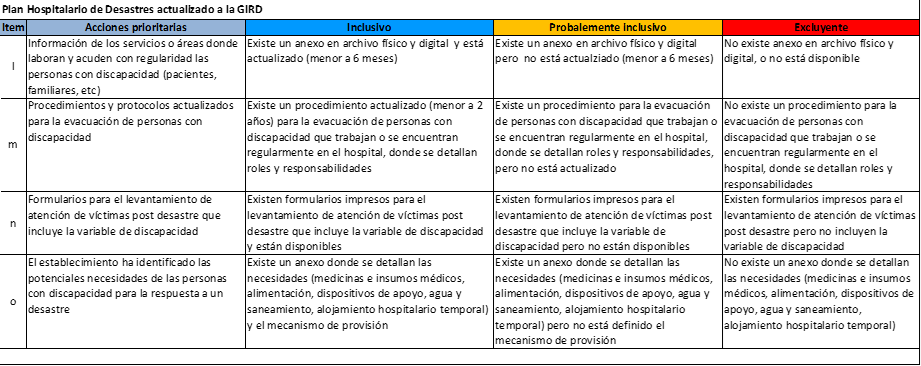 Plan Hospitalario de Desastres actualizado a la GIRD
Item
Acciones prioritarias
Inclusivo
Probalemente inclusivo
Excluyente
l
Información de los servicios o áreas donde
laboran y acuden con regularidad las
personas con discapacidad (pacientes,
familiares, etc)
Existe un anexo en archivo físico y digital y está
actualizado (menor a 6 meses)
Existe un anexo en archivo físico y digital
pero no está actualziado (menor a 6 meses)
No existe anexo en archivo físico y
digital, o no está disponible
m
Procedimientos y protocolos actualizados
para la evacuación de personas con
discapacidad
Existe un procedimiento actualizado (menor a 2
años) para la evacuación de personas con
discapacidad que trabajan o se encuentran
regularmente en el hospital, donde se detallan
roles y responsabilidades
Existe un procedimiento para la evacuación
de personas con discapacidad que trabajan o
se encuentran regularmente en el hospital,
donde se detallan roles y responsabilidades,
pero no está actualizado
No existe un procedimiento para la
evacuación de personas con
discapacidad que trabajan o se
encuentran regularmente en el
hospital, donde se detallan roles y
responsabilidades
n
Formularios para el levantamiento de
atención de víctimas post desastre que
incluye la variable de discapacidad
Existen formularios impresos para el
levantamiento de atención de víctimas post
desastre que incluye la variable de discapacidad
y están disponibles
Existen formularios impresos para el
levantamiento de atención de víctimas post
desastre que incluye la variable de
discapacidad pero no están disponibles
Existen formularios impresos para el
levantamiento de atención de víctimas
post desastre pero no incluyen la
variable de discapacidad
o
El establecimiento ha identificado las
potenciales necesidades de las personas
con discapacidad para la respuesta a un
desastre
Existe un anexo donde se detallan las
necesidades (medicinas e insumos médicos,
alimentación, dispositivos de apoyo, agua y
saneamiento, alojamiento hospitalario temporal)
y el mecanismo de provisión
Existe un anexo donde se detallan las
necesidades (medicinas e insumos médicos,
alimentación, dispositivos de apoyo, agua y
saneamiento, alojamiento hospitalario
temporal) pero no está definido el
mecanismo de provisión
No existe un anexo donde se detallan
las necesidades (medicinas e insumos
médicos, alimentación, dispositivos de
apoyo, agua y saneamiento,
alojamiento hospitalario temporal)